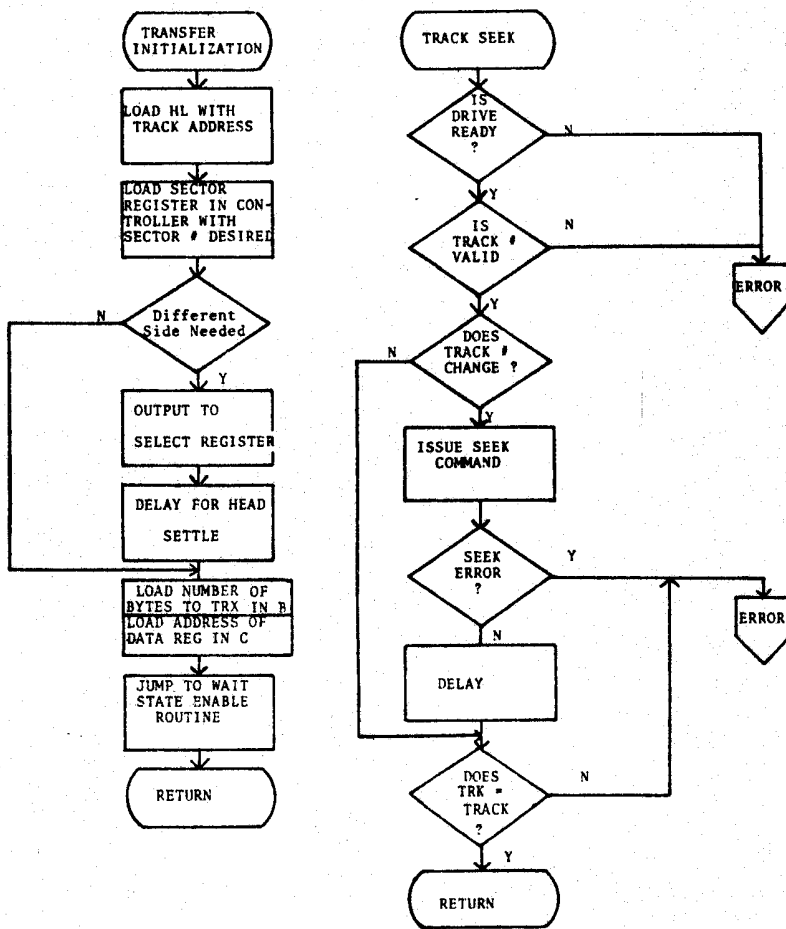 TRANSFER
INITIALIZATION
LOAD HL WITH
TRACK ADDRESS
LOAD SECTOR
REGISTER IN CON-
TROLLER WITH
SECTOR # DESIRED
Different
Side Needed
N
Y
OUTPUT TO
SELECT REGISTER
DELAY FOR HEAD
SETTLE
LOAD NUMBER OF
BYTES TO TRX IN B
LOAD ADDRESS OF
DATA REG IN C
JUMP TO WAIT
STATE ENABLE
ROUTINE
RETURN
TRACK SEEK
IS
DRIVE
READY
?
N
Y
IS
TRACK #
VALID
N
Y
ERROR
DOES
TRACK #
CHANGE ?
N
Y
ISSUE SEEK
COMMAND
SEEK
ERROR
?
Y
N
ERROR
DELAY
DOES
TRK =
TRACK
?
N
Y
RETURN